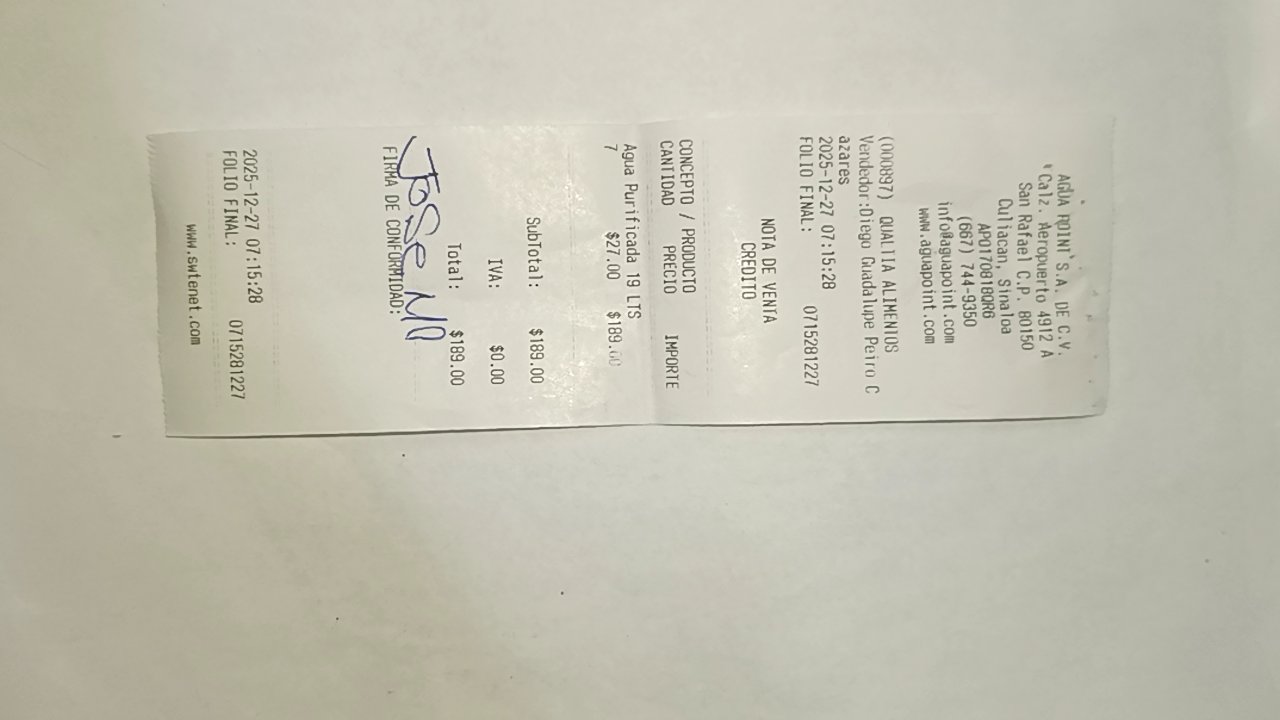 AGUA POINT'S.A. DE C.V.
Calz. Aeropuerto 4912 A
San Rafael C.P. 80150
Culiacan, Sinaloa
APO170818QR6
(667) 744-9350
info@aguapoint.com
www.aguapoint.com
(000897) QUALTIA ALIMENTOS
Vendedor:Diego Guadalupe Peiro C
azares
2025-12-27 07:15:28
FOLIO FINAL: 0715281227
NOTA DE VENTA
CREDITO
CONCEPTO / PRODUCTO
CANTIDAD PRECIO IMPORTE
Agua Purificada 19 LTS
7 $27.00 $189.00
SubTotal: $189.00
IVA: $0.00
Total: $189.00
JOSE
FIRMA DE CONFORMIDAD:
2025-12-27 07:15:28
FOLIO FINAL: 0715281227
www.swtenet.com